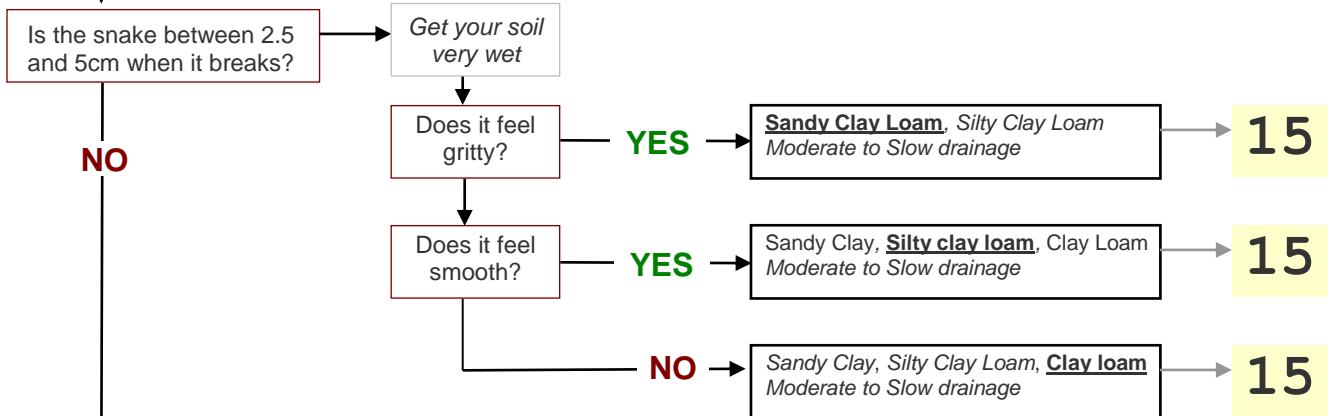 Is the snake between 2.5
and 5cm when it breaks?
Get your soil
very wet
Does it feel
gritty?
YES
Sandy Clay Loam, Silty Clay Loam
Moderate to Slow drainage
15
NO
Does it feel
smooth?
YES
Sandy Clay, Silty clay loam, Clay Loam
Moderate to Slow drainage
15
NO
Sandy Clay, Silty Clay Loam, Clay loam
Moderate to Slow drainage
15